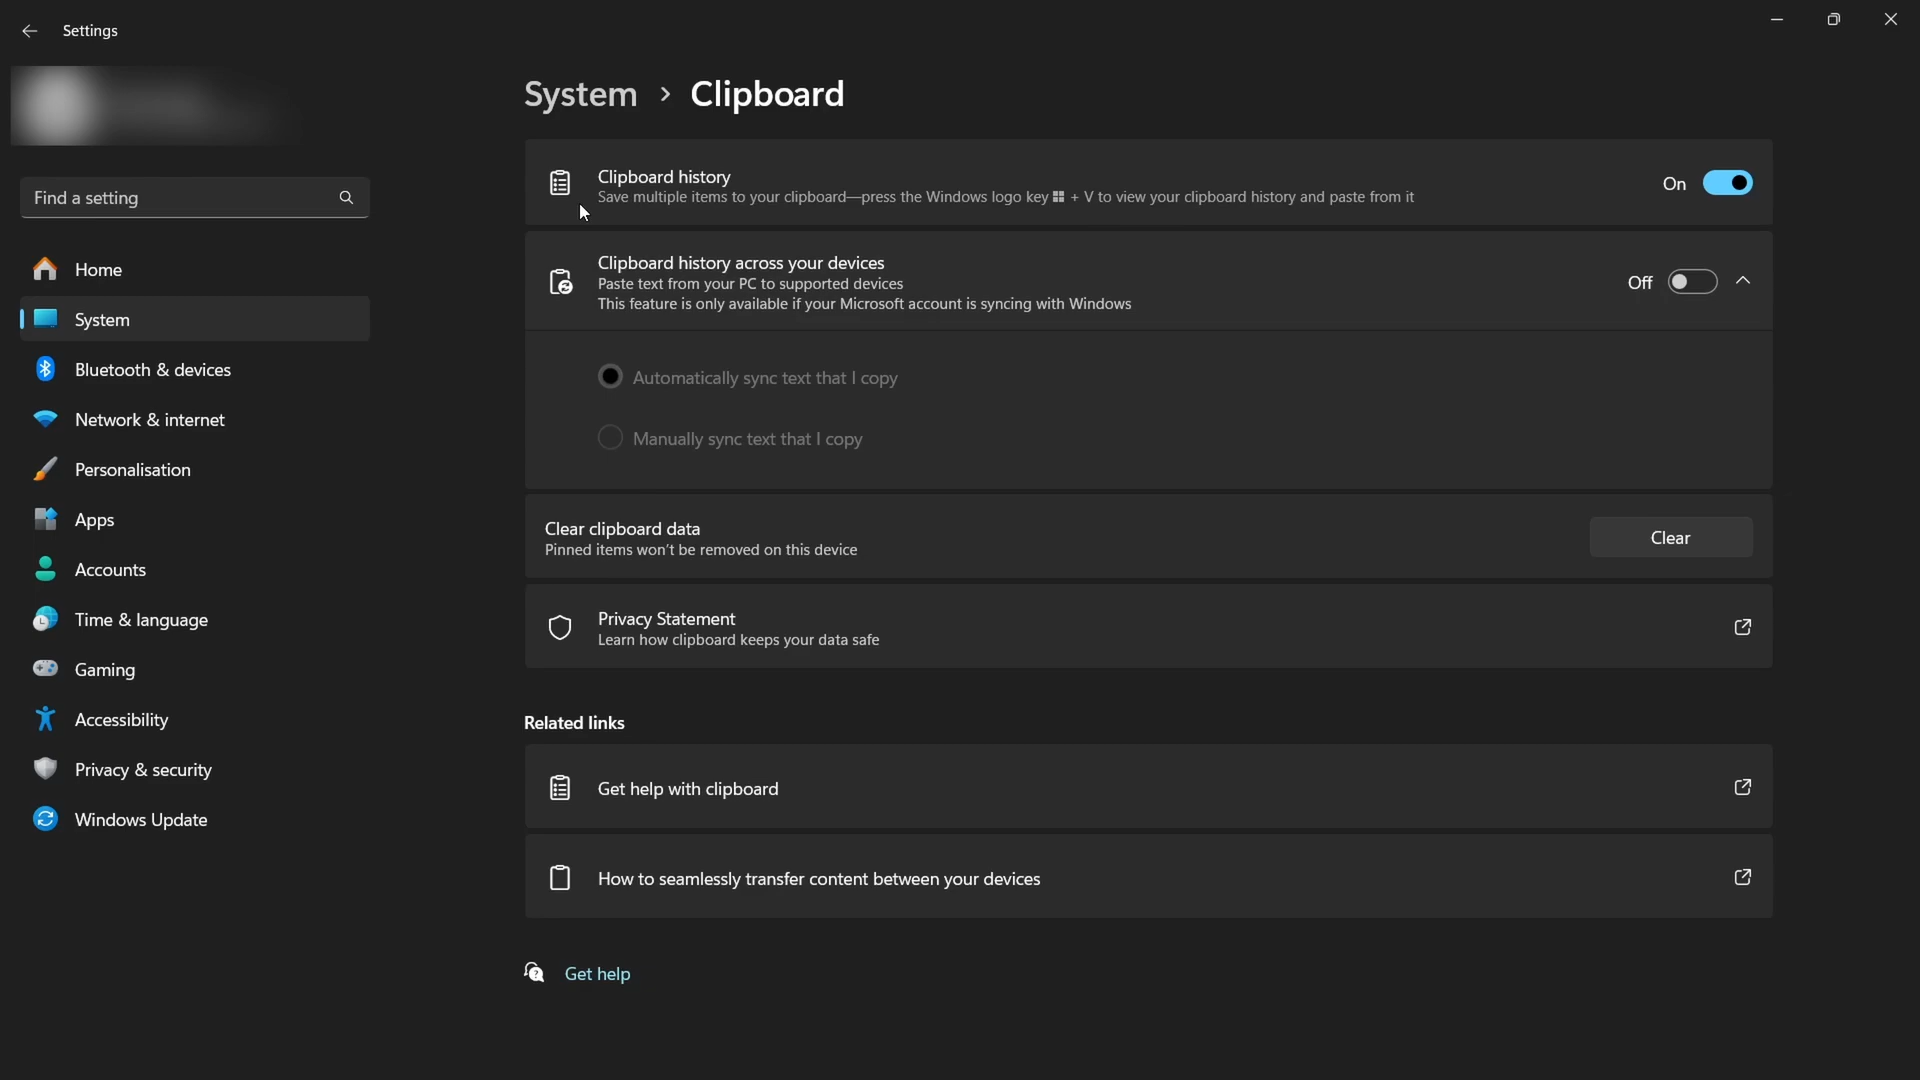 Settings
Find a setting
Home
System
Bluetooth & devices
Network & internet
Personalisation
Apps
Accounts
Time & language
Gaming
Accessibility
Privacy & security
Windows Update
System > Clipboard
Clipboard history
Save multiple items to your clipboard—press the Windows logo key + V to view your clipboard history and paste from it
On
Clipboard history across your devices
Paste text from your PC to supported devices
This feature is only available if your Microsoft account is syncing with Windows
Off
Automatically sync text that I copy
Manually sync text that I copy
Clear clipboard data
Pinned items won't be removed on this device
Clear
Privacy Statement
Learn how clipboard keeps your data safe
Related links
Get help with clipboard
How to seamlessly transfer content between your devices
Get help